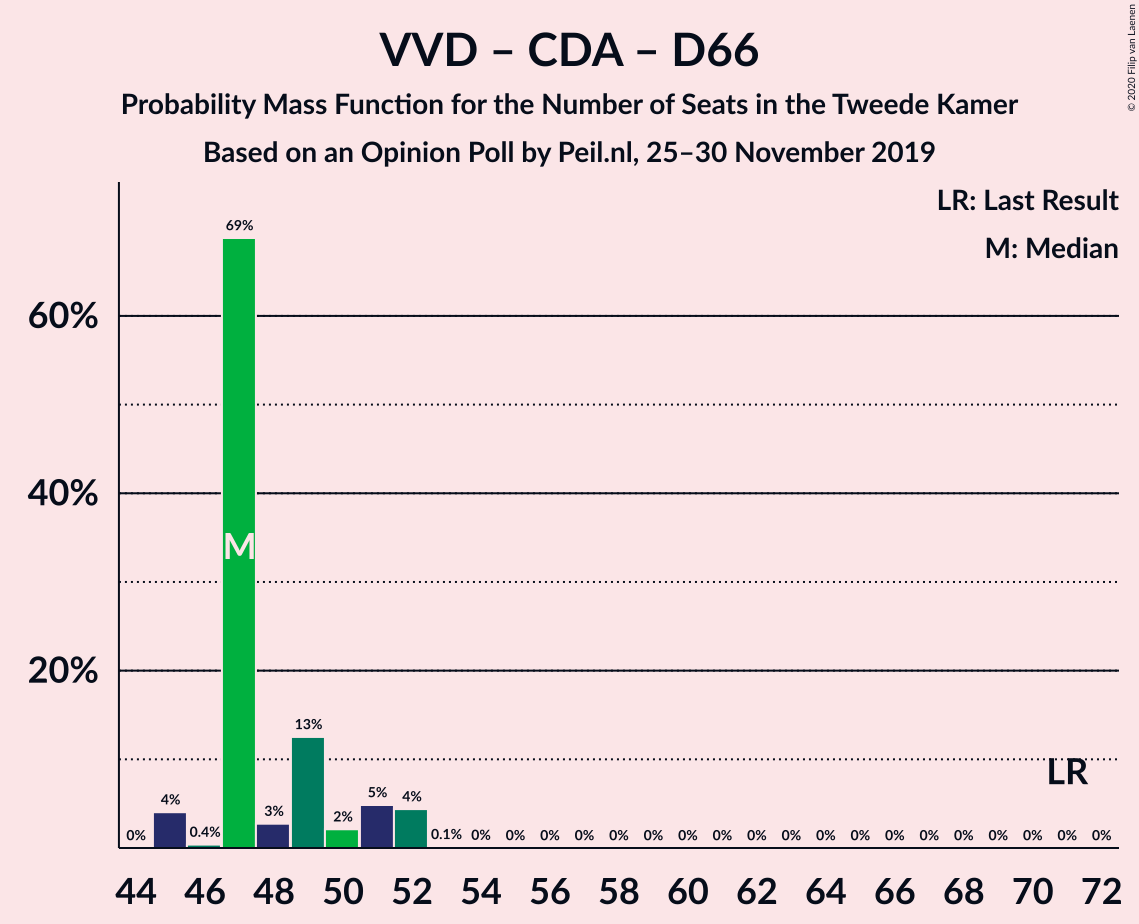 VVD – CDA – D66
Probability Mass Function for the Number of Seats in the Tweede Kamer
Based on an Opinion Poll by Peil.nl, 25–30 November 2019
© 2020 Filip van Laenen
LR: Last Result
M: Median
60%
40%
20%
0% 4% 0.4% 69% 3% 13% 2% 5% 4% 0.1% 0% 0% 0% 0% 0% 0% 0% 0% 0% 0% 0% 0% 0% 0% 0% 0% 0% 0% 0%
M
LR
44 46 48 50 52 54 56 58 60 62 64 66 68 70 72